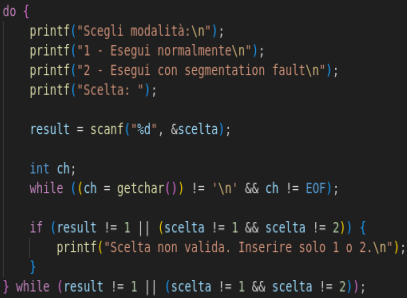 do {
    printf("Scegli modalità:\n");
    printf("1 - Esegui normalmente\n");
    printf("2 - Esegui con segmentation fault\n");
    printf("Scelta: ");

    result = scanf("%d", &scelta);

    int ch;
    while ((ch = getchar()) != '\n' && ch != EOF);

    if (result != 1 || (scelta != 1 && scelta != 2)) {
        printf("Scelta non valida. Inserire solo 1 o 2.\n");
    }
} while (result != 1 || (scelta != 1 && scelta != 2));